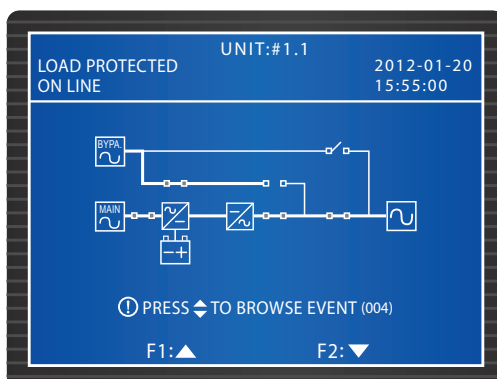 UNIT:#1.1
LOAD PROTECTED
ON LINE
2012-01-20
15:55:00
BYPA.
MAIN
! PRESS ▲▼ TO BROWSE EVENT (004)
F1:▲
F2:▼